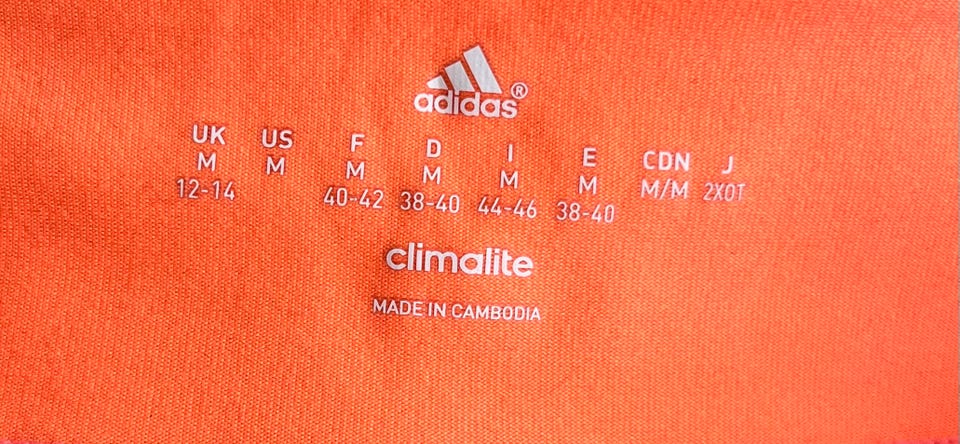 adidas®
UK US F D I E CDN J
M M M M M M M/M 2XOT
12-14 40-42 38-40 44-46 38-40
climalite
MADE IN CAMBODIA